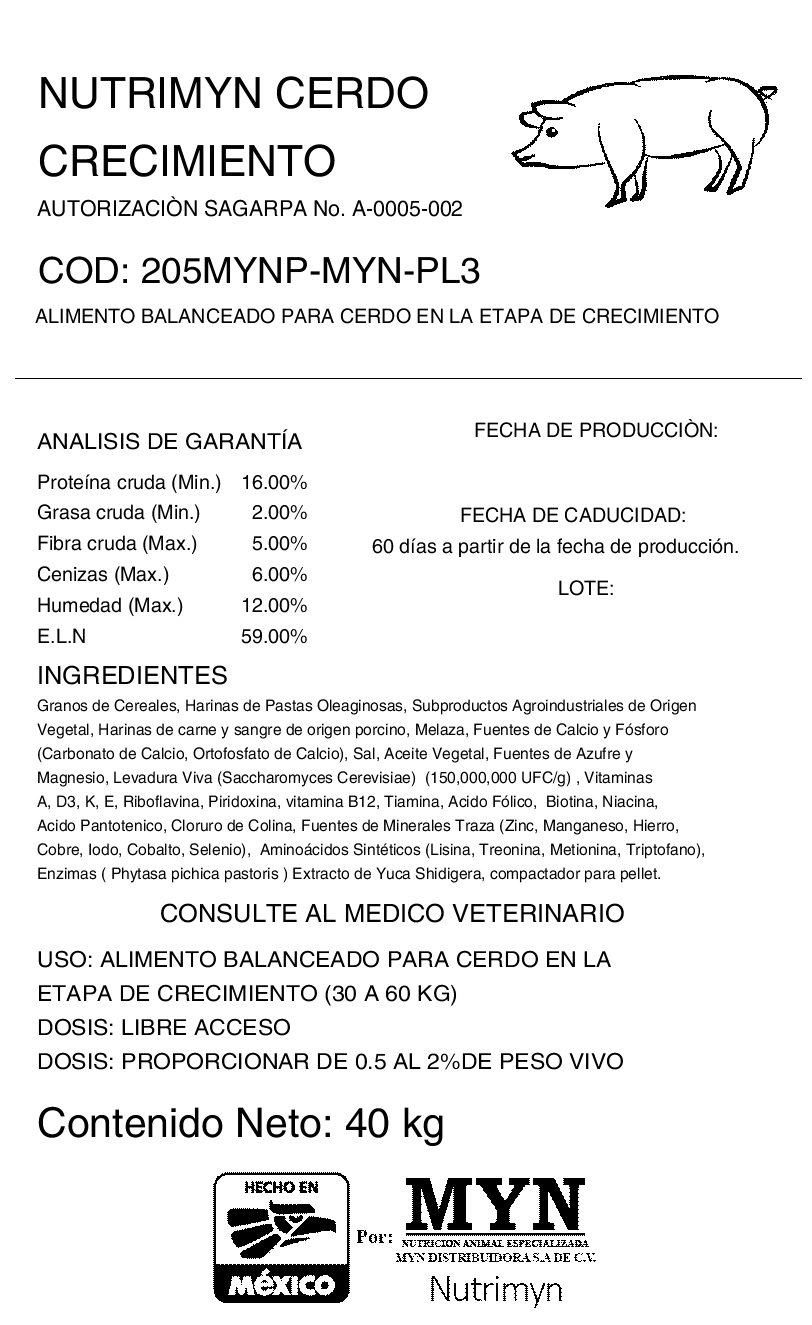 NUTRIMYN CERDO
CRECIMIENTO
AUTORIZACIÒN SAGARPA No. A-0005-002
COD: 205MYNP-MYN-PL3
ALIMENTO BALANCEADO PARA CERDO EN LA ETAPA DE CRECIMIENTO
ANALISIS DE GARANTÍA
Proteína cruda (Min.) 16.00%
Grasa cruda (Min.) 2.00%
Fibra cruda (Max.) 5.00%
Cenizas (Max.) 6.00%
Humedad (Max.) 12.00%
E.L.N 59.00%
FECHA DE PRODUCCIÒN:
FECHA DE CADUCIDAD:
60 días a partir de la fecha de producción.
LOTE:
INGREDIENTES
Granos de Cereales, Harinas de Pastas Oleaginosas, Subproductos Agroindustriales de Origen
Vegetal, Harinas de carne y sangre de origen porcino, Melaza, Fuentes de Calcio y Fósforo
(Carbonato de Calcio, Ortofosfato de Calcio), Sal, Aceite Vegetal, Fuentes de Azufre y
Magnesio, Levadura Viva (Saccharomyces Cerevisiae) (150,000,000 UFC/g) , Vitaminas
A, D3, K, E, Riboflavina, Piridoxina, vitamina B12, Tiamina, Acido Fólico, Biotina, Niacina,
Acido Pantotenico, Cloruro de Colina, Fuentes de Minerales Traza (Zinc, Manganeso, Hierro,
Cobre, Iodo, Cobalto, Selenio), Aminoácidos Sintéticos (Lisina, Treonina, Metionina, Triptofano),
Enzimas ( Phytasa pichica pastoris ) Extracto de Yuca Shidigera, compactador para pellet.
CONSULTE AL MEDICO VETERINARIO
USO: ALIMENTO BALANCEADO PARA CERDO EN LA
ETAPA DE CRECIMIENTO (30 A 60 KG)
DOSIS: LIBRE ACCESO
DOSIS: PROPORCIONAR DE 0.5 AL 2%DE PESO VIVO
Contenido Neto: 40 kg
HECHO EN
MéXICO
Por:
MYN
NUTRICION ANIMAL ESPECIALIZADA
MYN DISTRIBUIDORA S.A DE C.V.
Nutrimyn